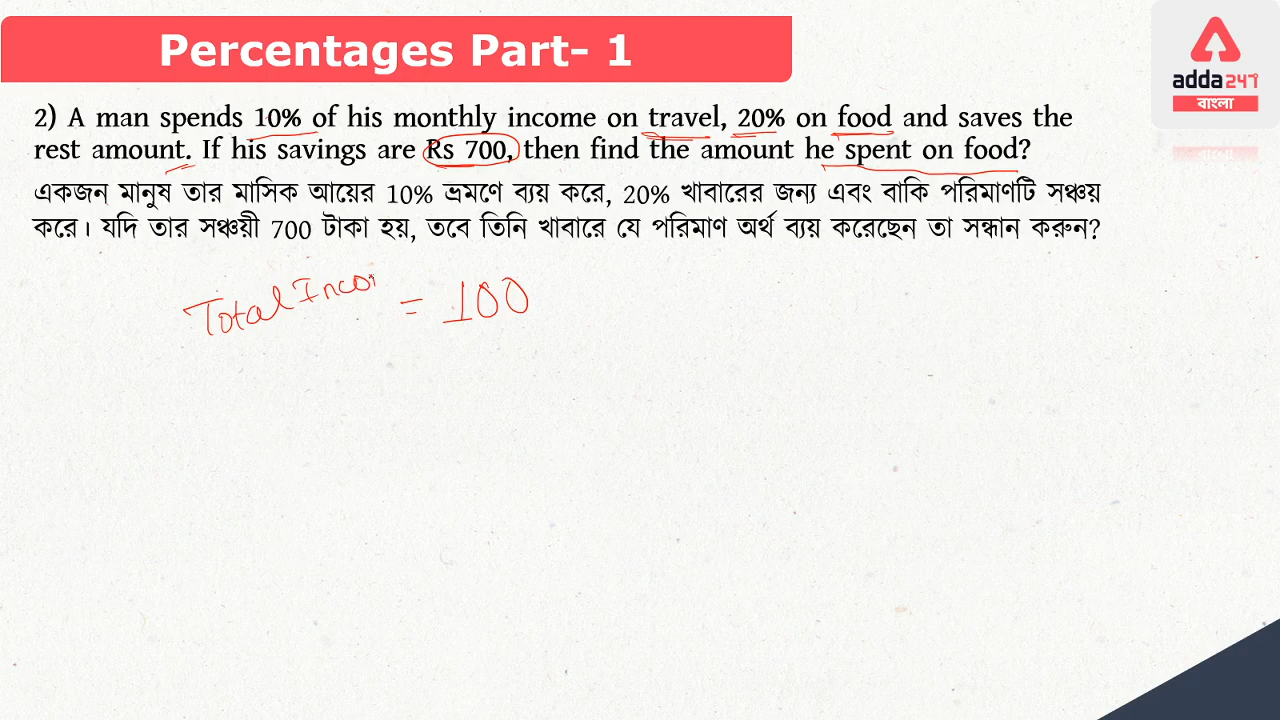 Percentages Part- 1
adda247
বাংলা
2) A man spends 10% of his monthly income on travel, 20% on food and saves the
rest amount. If his savings are Rs 700, then find the amount he spent on food?
একজন মানুষ তার মাসিক আয়ের 10% ভ্রমণে ব্যয় করে, 20% খাবারের জন্য এবং বাকি পরিমাণটি সঞ্চয়
করে। যদি তার সঞ্চয়ী 700 টাকা হয়, তবে তিনি খাবারে যে পরিমাণ অর্থ ব্যয় করেছেন তা সন্ধান করুন?
Total Inco = 100